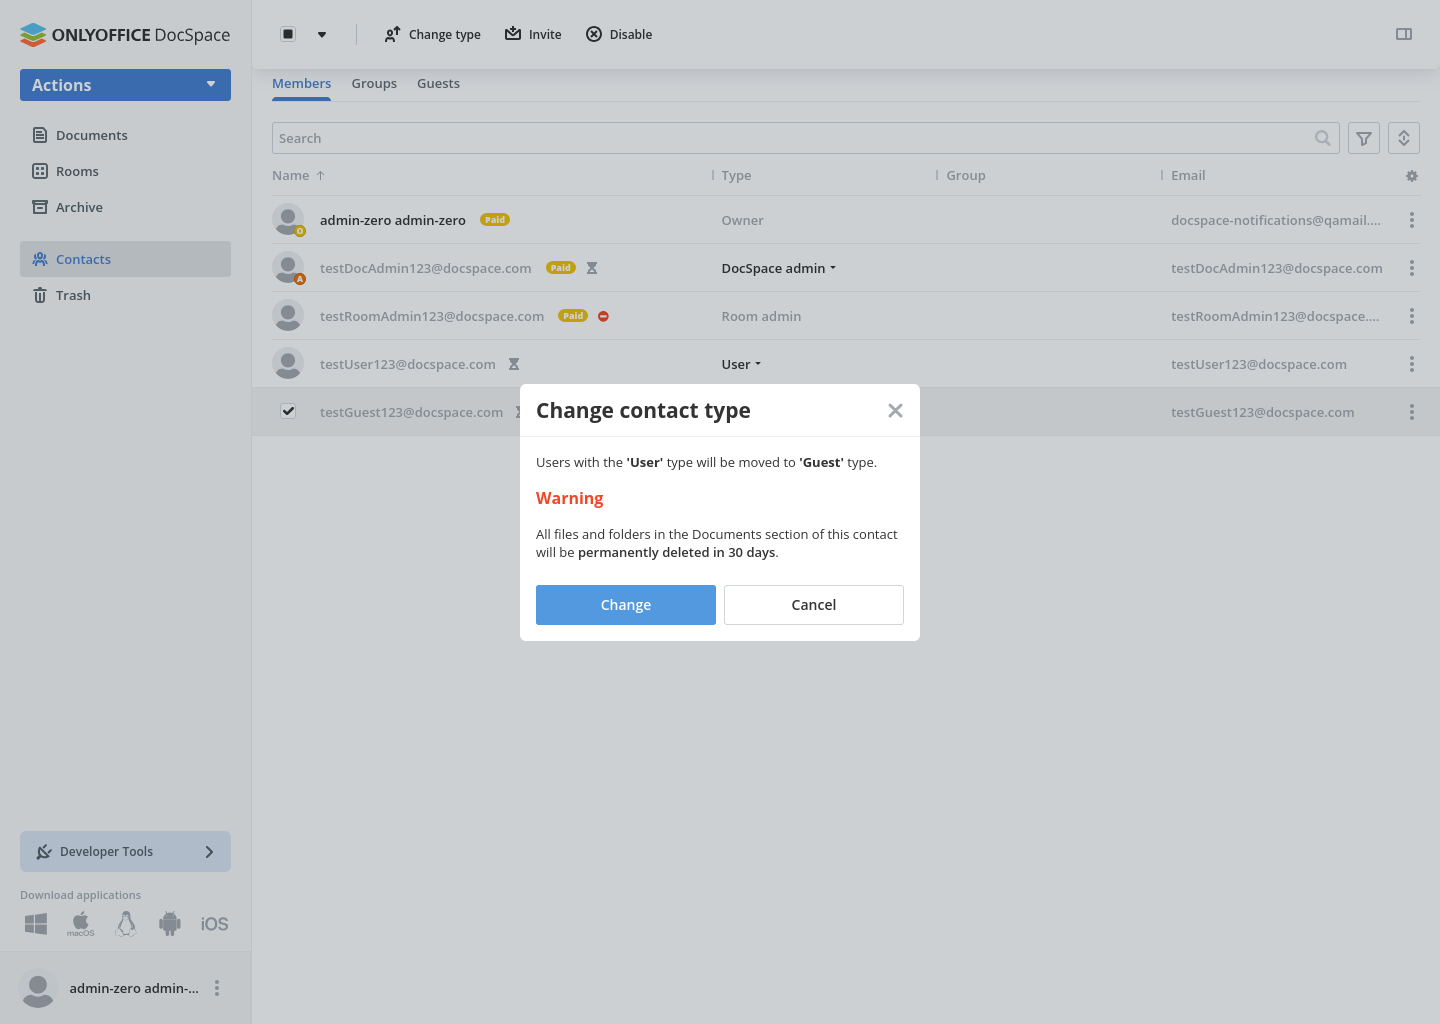 ONLYOFFICE DocSpace
Change type
Invite
Disable
Actions
Documents
Rooms
Archive
Contacts
Trash
Members
Groups
Guests
Search
Name
Type
Group
Email
admin-zero admin-zero Paid Owner docspace-notifications@qamail....
O
testDocAdmin123@docspace.com Paid DocSpace admin testDocAdmin123@docspace.com
A
testRoomAdmin123@docspace.com Paid Room admin testRoomAdmin123@docspace....
testUser123@docspace.com User testUser123@docspace.com
testGuest123@docspace.com testGuest123@docspace.com
Change contact type
Users with the 'User' type will be moved to 'Guest' type.
Warning
All files and folders in the Documents section of this contact
will be permanently deleted in 30 days.
Change
Cancel
Developer Tools
Download applications
macOS
iOS
admin-zero admin-...